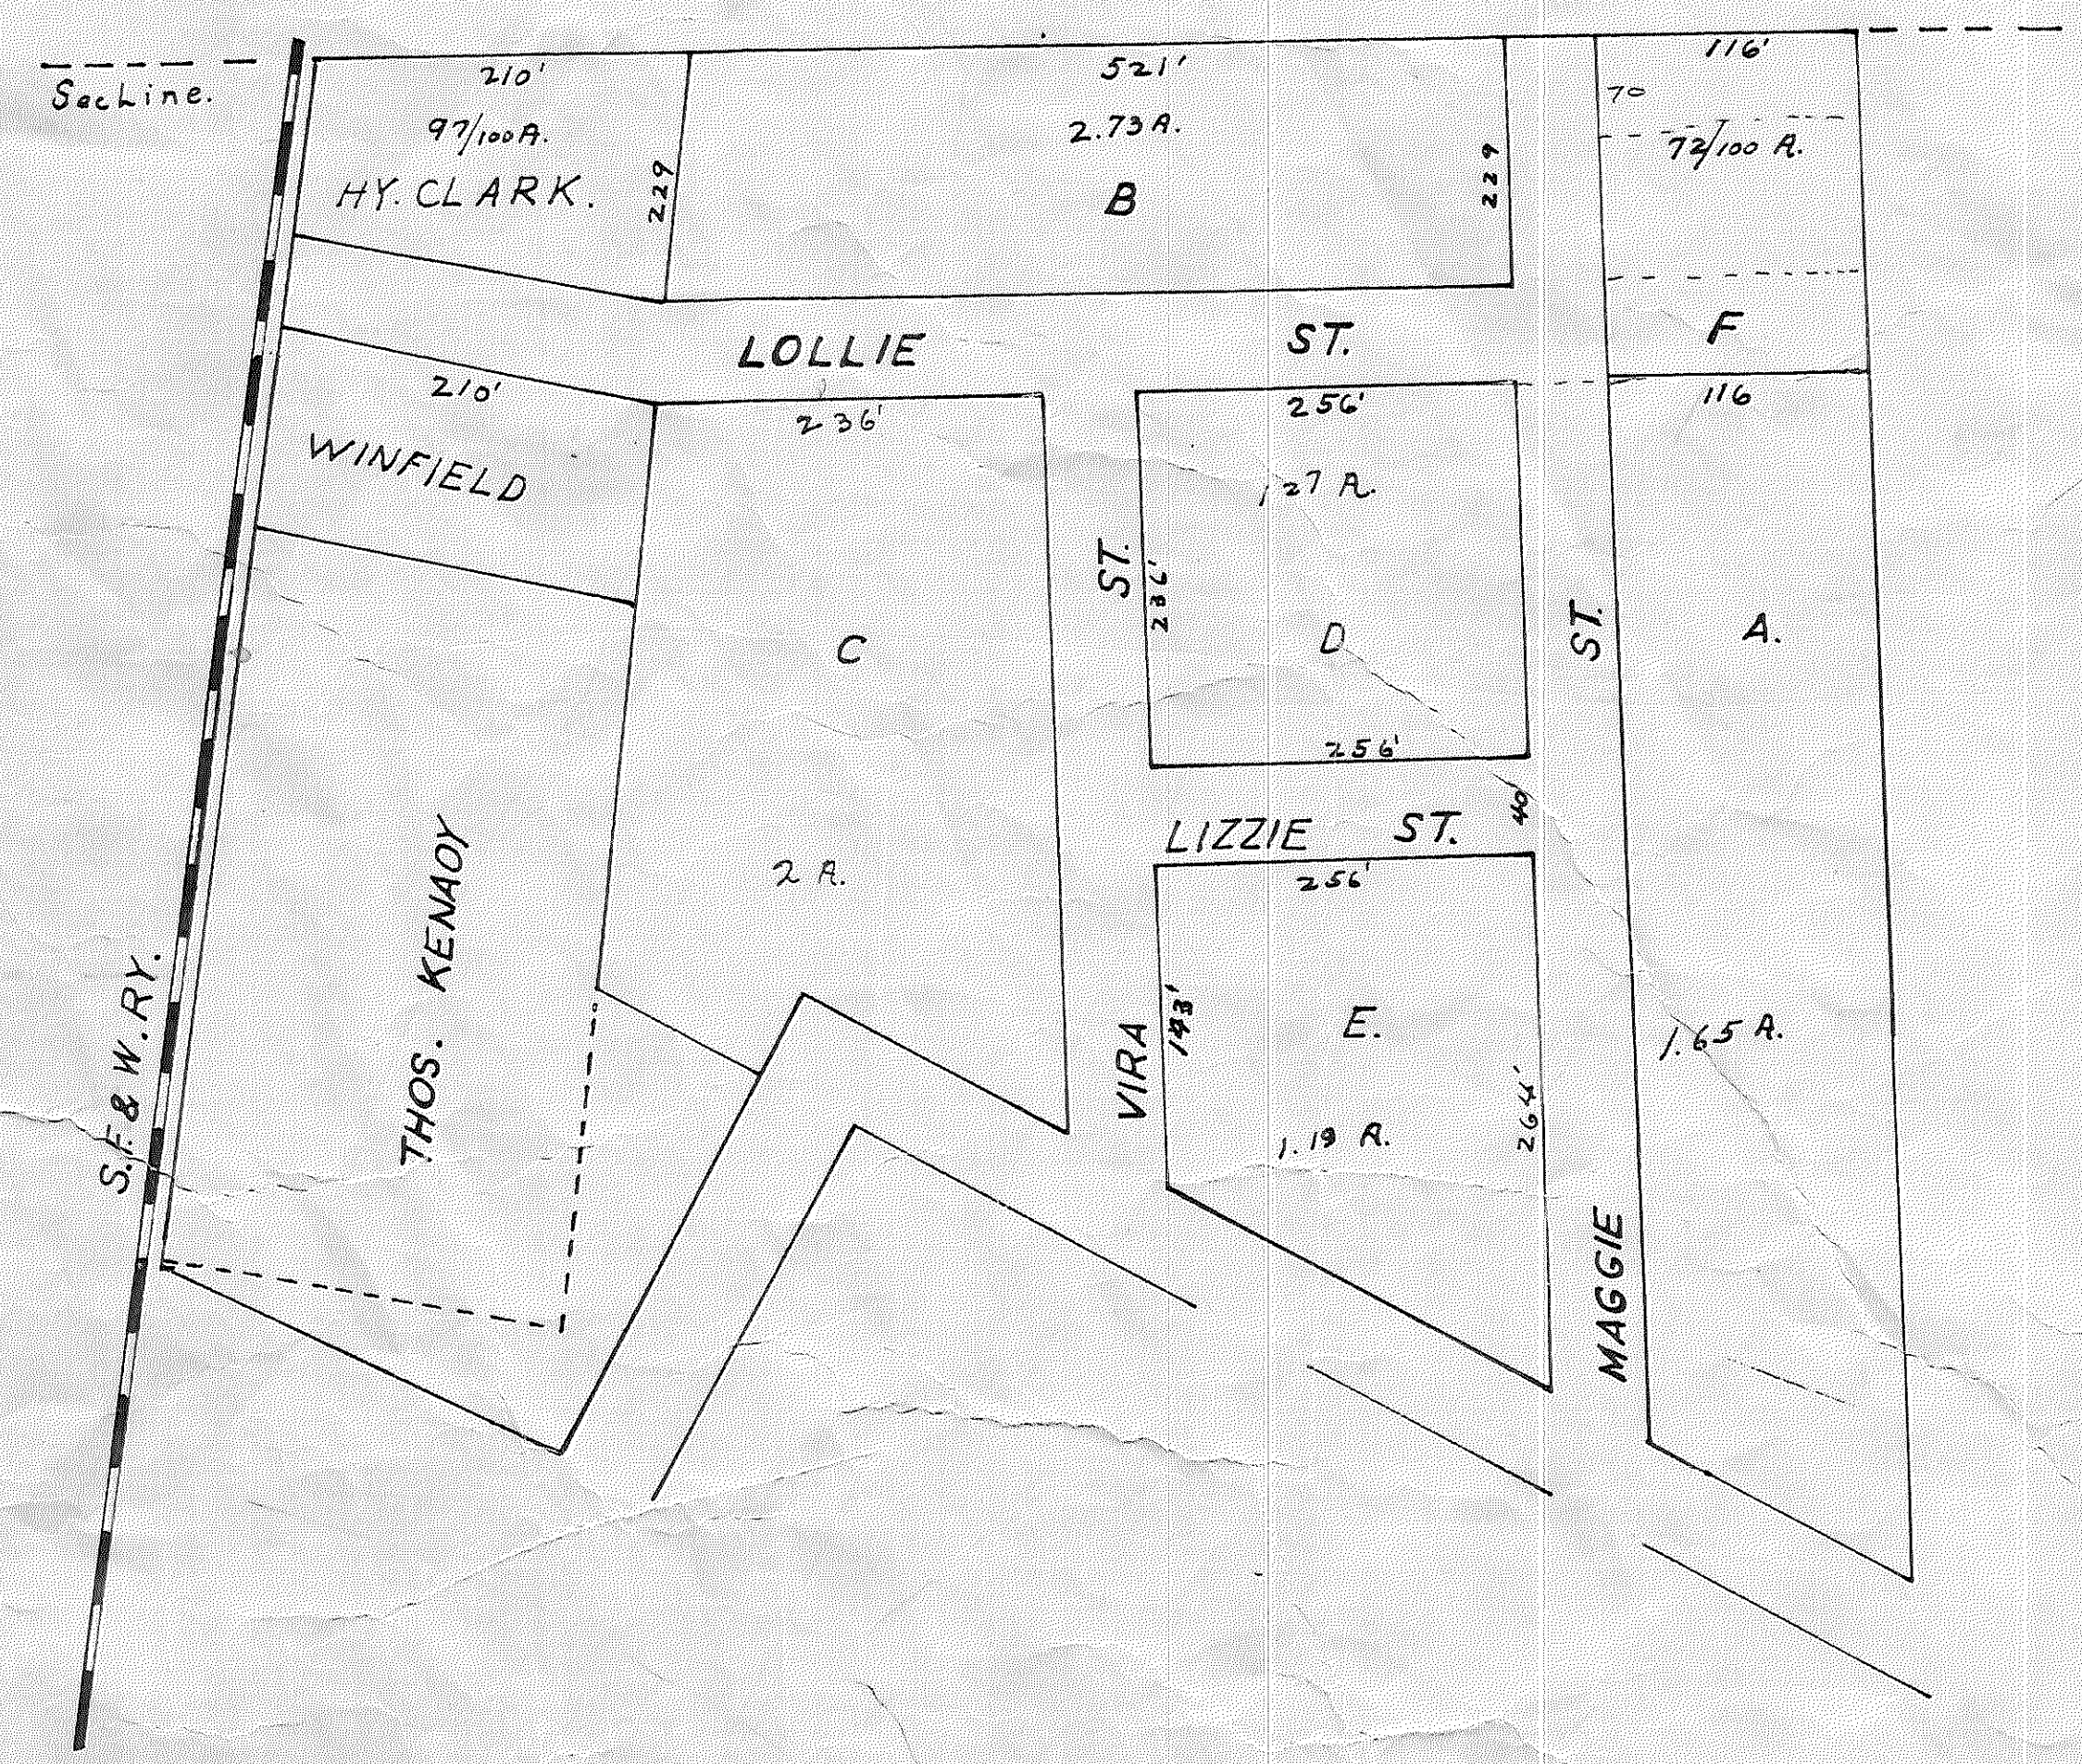 Sec Line.
210'
97/100 A.
HY. CLARK.
229
521'
2.73 A.
B
229
116'
70
72/100 A.
F
LOLLIE ST.
210'
WINFIELD
236'
C
2 A.
256'
1.27 A.
D
236'
256'
116
A.
1.65 A.
LIZZIE ST.
40
256'
E.
143'
264'
1.19 A.
VIRA ST.
MAGGIE ST.
THOS. KENAOY
S.F. & W. RY.